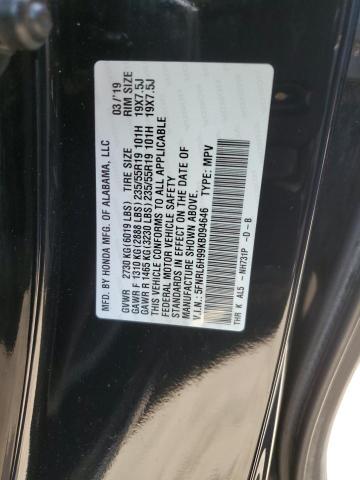 MFD. BY HONDA MFG. OF ALABAMA, LLC 03/'19
GVWR 2730 KG (6019 LBS) TIRE SIZE RIM SIZE
GAWR F 1310 KG (2888 LBS) 235/55R19 101H 19X7.5J
GAWR R 1465 KG (3230 LBS) 235/55R19 101H 19X7.5J
THIS VEHICLE CONFORMS TO ALL APPLICABLE
FEDERAL MOTOR VEHICLE SAFETY
STANDARDS IN EFFECT ON THE DATE OF
MANUFACTURE SHOWN ABOVE.
V.I.N.: 5FNRL6H99KB094646 TYPE: MPV
THR K AL5 -NH731P -D-B